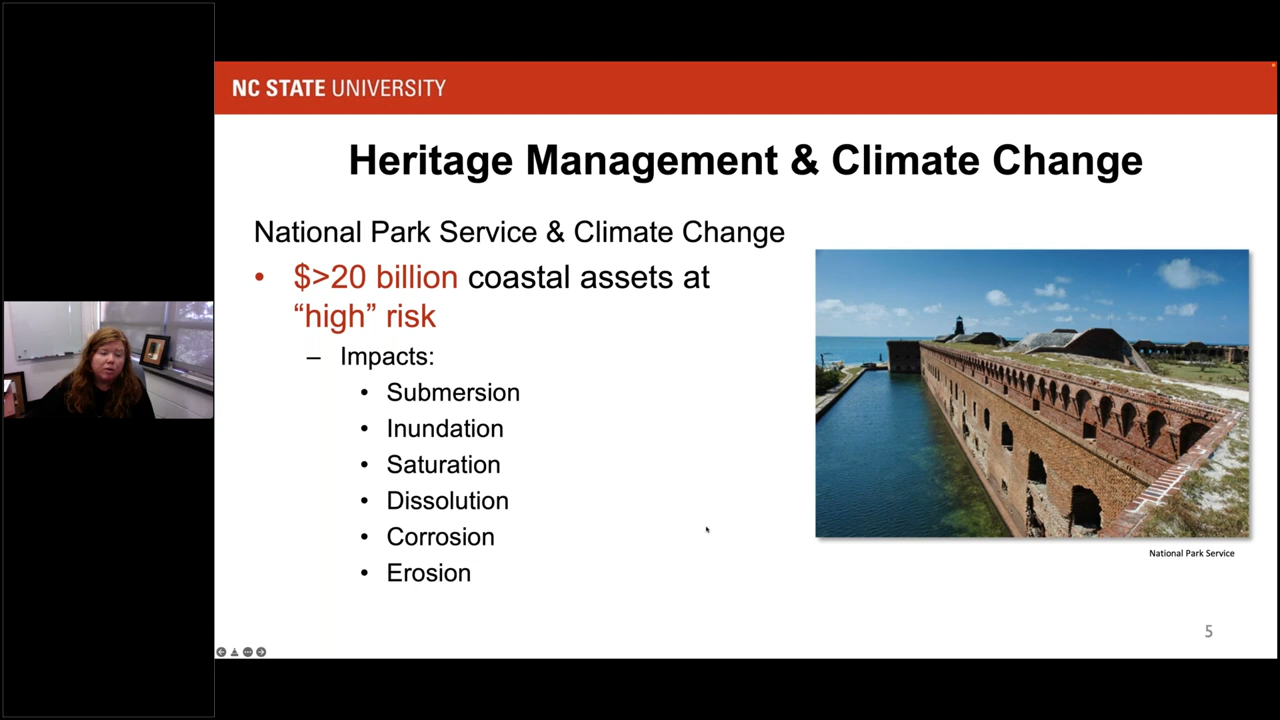 NC STATE UNIVERSITY
Heritage Management & Climate Change
National Park Service & Climate Change
• $>20 billion coastal assets at
“high” risk
– Impacts:
• Submersion
• Inundation
• Saturation
• Dissolution
• Corrosion
• Erosion
National Park Service
5